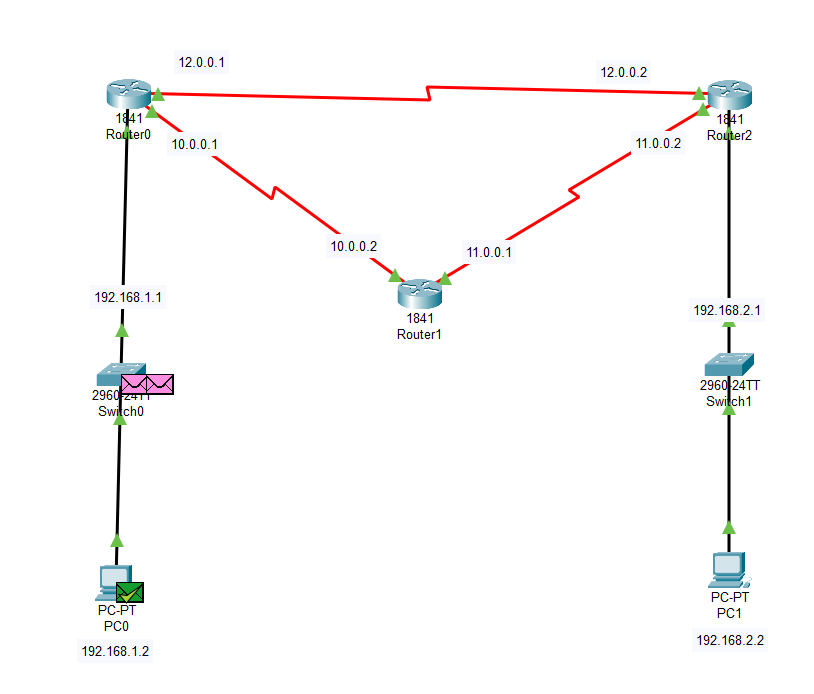 12.0.0.1
12.0.0.2
1841
Router0
1841
Router2
10.0.0.1
11.0.0.2
10.0.0.2
11.0.0.1
192.168.1.1
192.168.2.1
1841
Router1
2960-24TT
Switch0
2960-24TT
Switch1
PC-PT
PC0
PC-PT
PC1
192.168.1.2
192.168.2.2